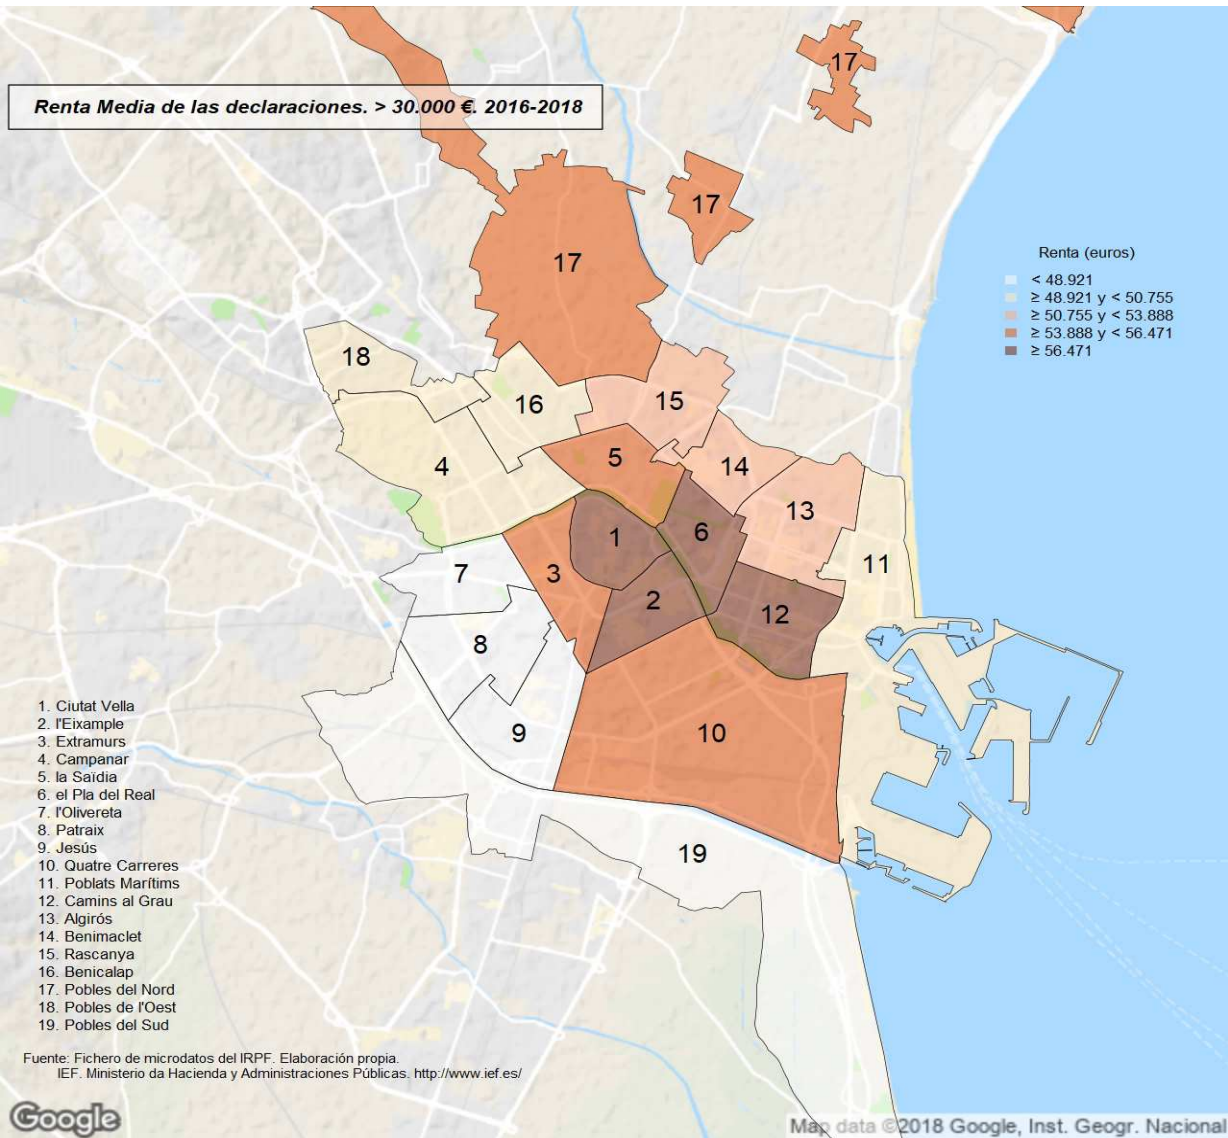 Renta Media de las declaraciones. > 30.000 €. 2016-2018
17
17
17
Renta (euros)
< 48.921
≥ 48.921 y < 50.755
≥ 50.755 y < 53.888
≥ 53.888 y < 56.471
≥ 56.471
18
16
15
4
5
14
13
1
6
11
7
3
2
12
8
9
10
19
1. Ciutat Vella
2. l'Eixample
3. Extramurs
4. Campanar
5. la Saïdia
6. el Pla del Real
7. l'Olivereta
8. Patraix
9. Jesús
10. Quatre Carreres
11. Poblats Marítims
12. Camins al Grau
13. Algirós
14. Benimaclet
15. Rascanya
16. Benicalap
17. Pobles del Nord
18. Pobles de l'Oest
19. Pobles del Sud
Fuente: Fichero de microdatos del IRPF. Elaboración propia.
IEF. Ministerio da Hacienda y Administraciones Públicas. http://www.ief.es/
Google
Map data ©2018 Google, Inst. Geogr. Nacional